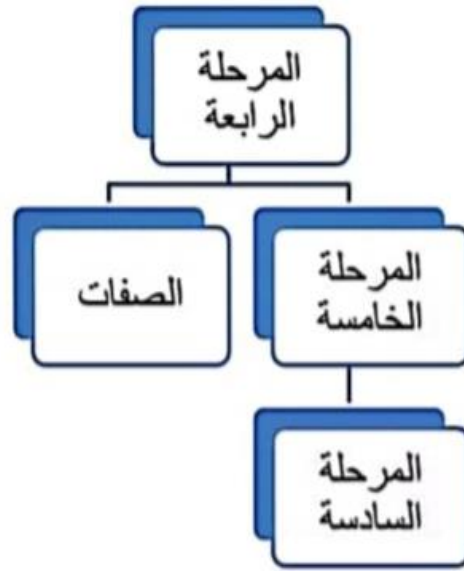 المرحلة
الرابعة
المرحلة
الخامسة
الصفات
المرحلة
السادسة